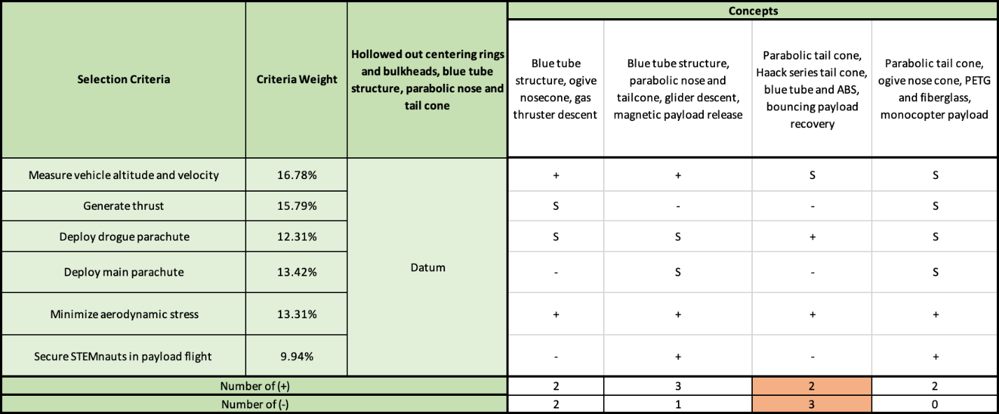 Concepts
Selection Criteria
Criteria Weight
Hollowed out centering rings
and bulkheads, blue tube
structure, parabolic nose and
tail cone
Blue tube
structure, ogive
nosecone, gas
thruster descent
Blue tube structure,
parabolic nose and
tailcone, glider descent,
magnetic payload release
Parabolic tail cone,
Haack series tail cone,
blue tube and ABS,
bouncing payload
recovery
Parabolic tail cone,
ogive nose cone, PETG
and fiberglass,
monocopter payload
Measure vehicle altitude and velocity 16.78% + + S S
Generate thrust 15.79% S - - S
Deploy drogue parachute 12.31% S S + S
Deploy main parachute 13.42% Datum - S - S
Minimize aerodynamic stress 13.31% + + + +
Secure STEMnauts in payload flight 9.94% - + - +
Number of (+) 2 3 2 2
Number of (-) 2 1 3 0